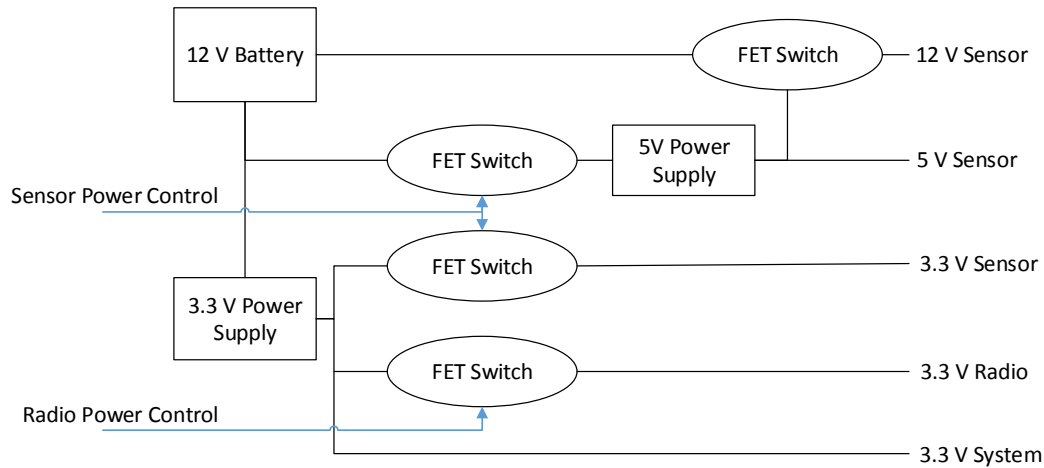 12 V Battery
FET Switch
12 V Sensor
FET Switch
5V Power
Supply
5 V Sensor
Sensor Power Control
FET Switch
3.3 V Sensor
3.3 V Power
Supply
FET Switch
3.3 V Radio
Radio Power Control
3.3 V System